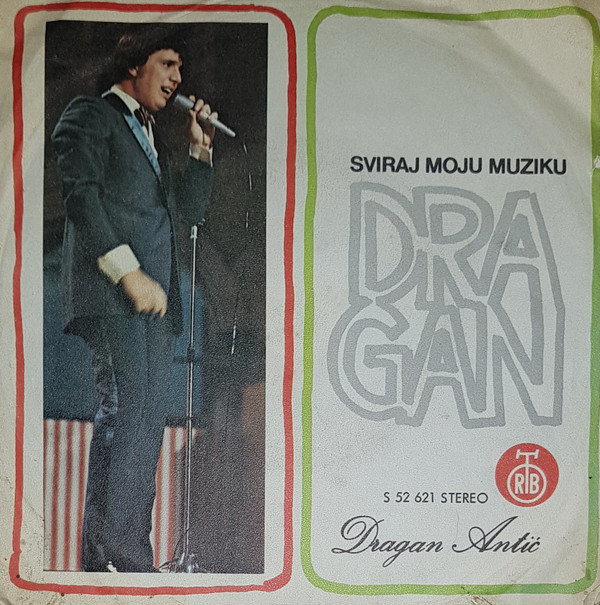 SVIRAJ MOJU MUZIKU
DRA
GAN
RTB
S 52 621 STEREO
Dragan Antić